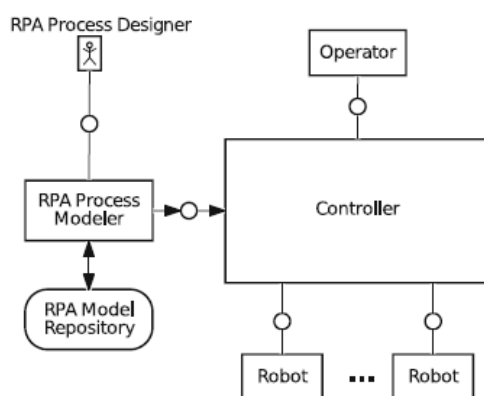 RPA Process Designer
Operator
RPA Process
Modeler
Controller
RPA Model
Repository
Robot
...
Robot